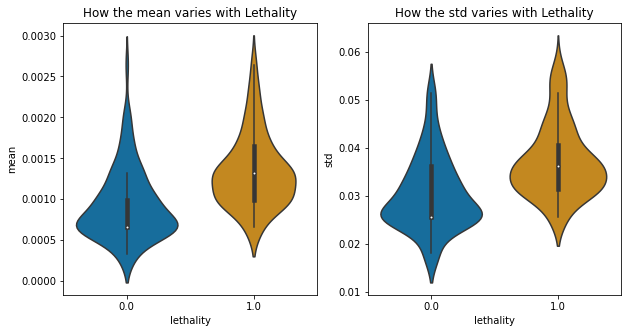 How the mean varies with Lethality
0.0030
0.0025
0.0020
0.0015
0.0010
0.0005
0.0000
mean
0.0
1.0
lethality
How the std varies with Lethality
0.06
0.05
0.04
0.03
0.02
0.01
std
0.0
1.0
lethality